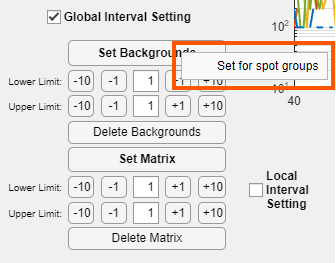 Global Interval Setting
10²
Set Backgrounds
Set for spot groups
Lower Limit: -10 -1 1 +1 +10
40
Upper Limit: -10 -1 1 +1 +10
Delete Backgrounds
Set Matrix
Lower Limit: -10 -1 1 +1 +10
Upper Limit: -10 -1 1 +1 +10
Delete Matrix
Local
Interval
Setting